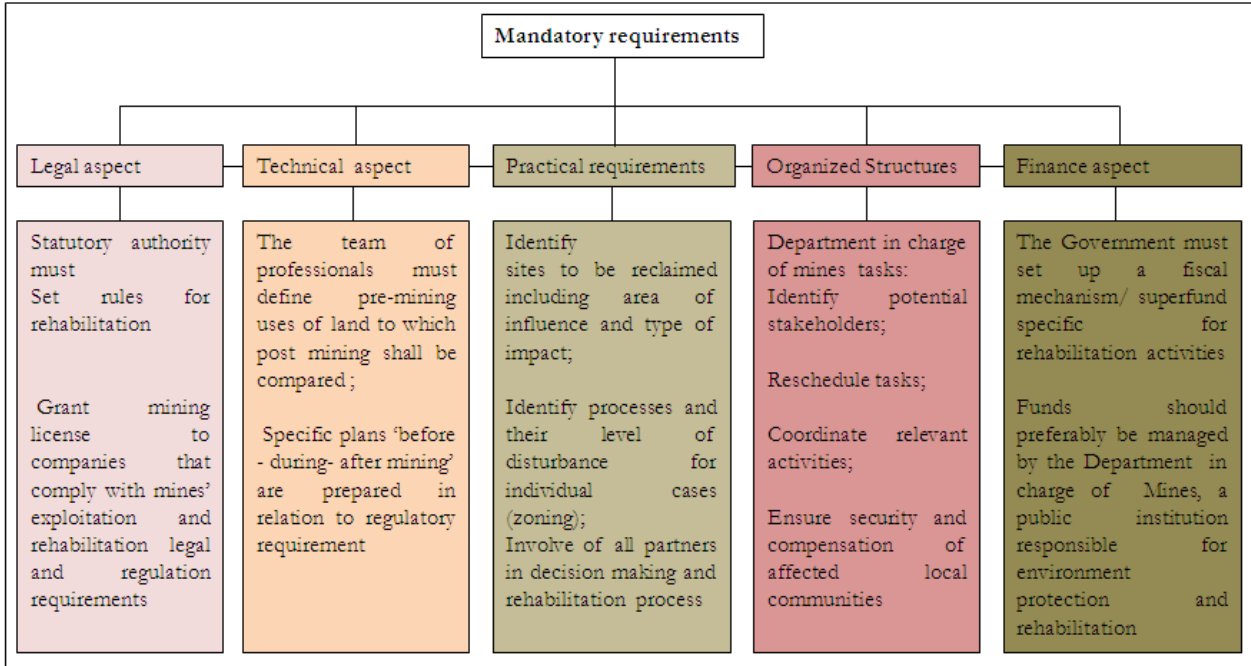 Mandatory requirements
Legal aspect
Technical aspect
Practical requirements
Organized Structures
Finance aspect
Statutory authority
must
Set rules for
rehabilitation
Grant mining
license to
companies that
comply with mines’
exploitation and
rehabilitation legal
and regulation
requirements
The team of
professionals must
define pre-mining
uses of land to which
post mining shall be
compared ;
Specific plans ‘before
- during- after mining’
are prepared in
relation to regulatory
requirement
Identify
sites to be reclaimed
including area of
influence and type of
impact;
Identify processes and
their level of
disturbance for
individual cases
(zoning);
Involve of all partners
in decision making and
rehabilitation process
Department in charge
of mines tasks:
Identify potential
stakeholders;
Reschedule tasks;
Coordinate relevant
activities;
Ensure security and
compensation of
affected local
communities
The Government must
set up a fiscal
mechanism/ superfund
specific for
rehabilitation activities
Funds should
preferably be managed
by the Department in
charge of Mines, a
public institution
responsible for
environment
protection and
rehabilitation